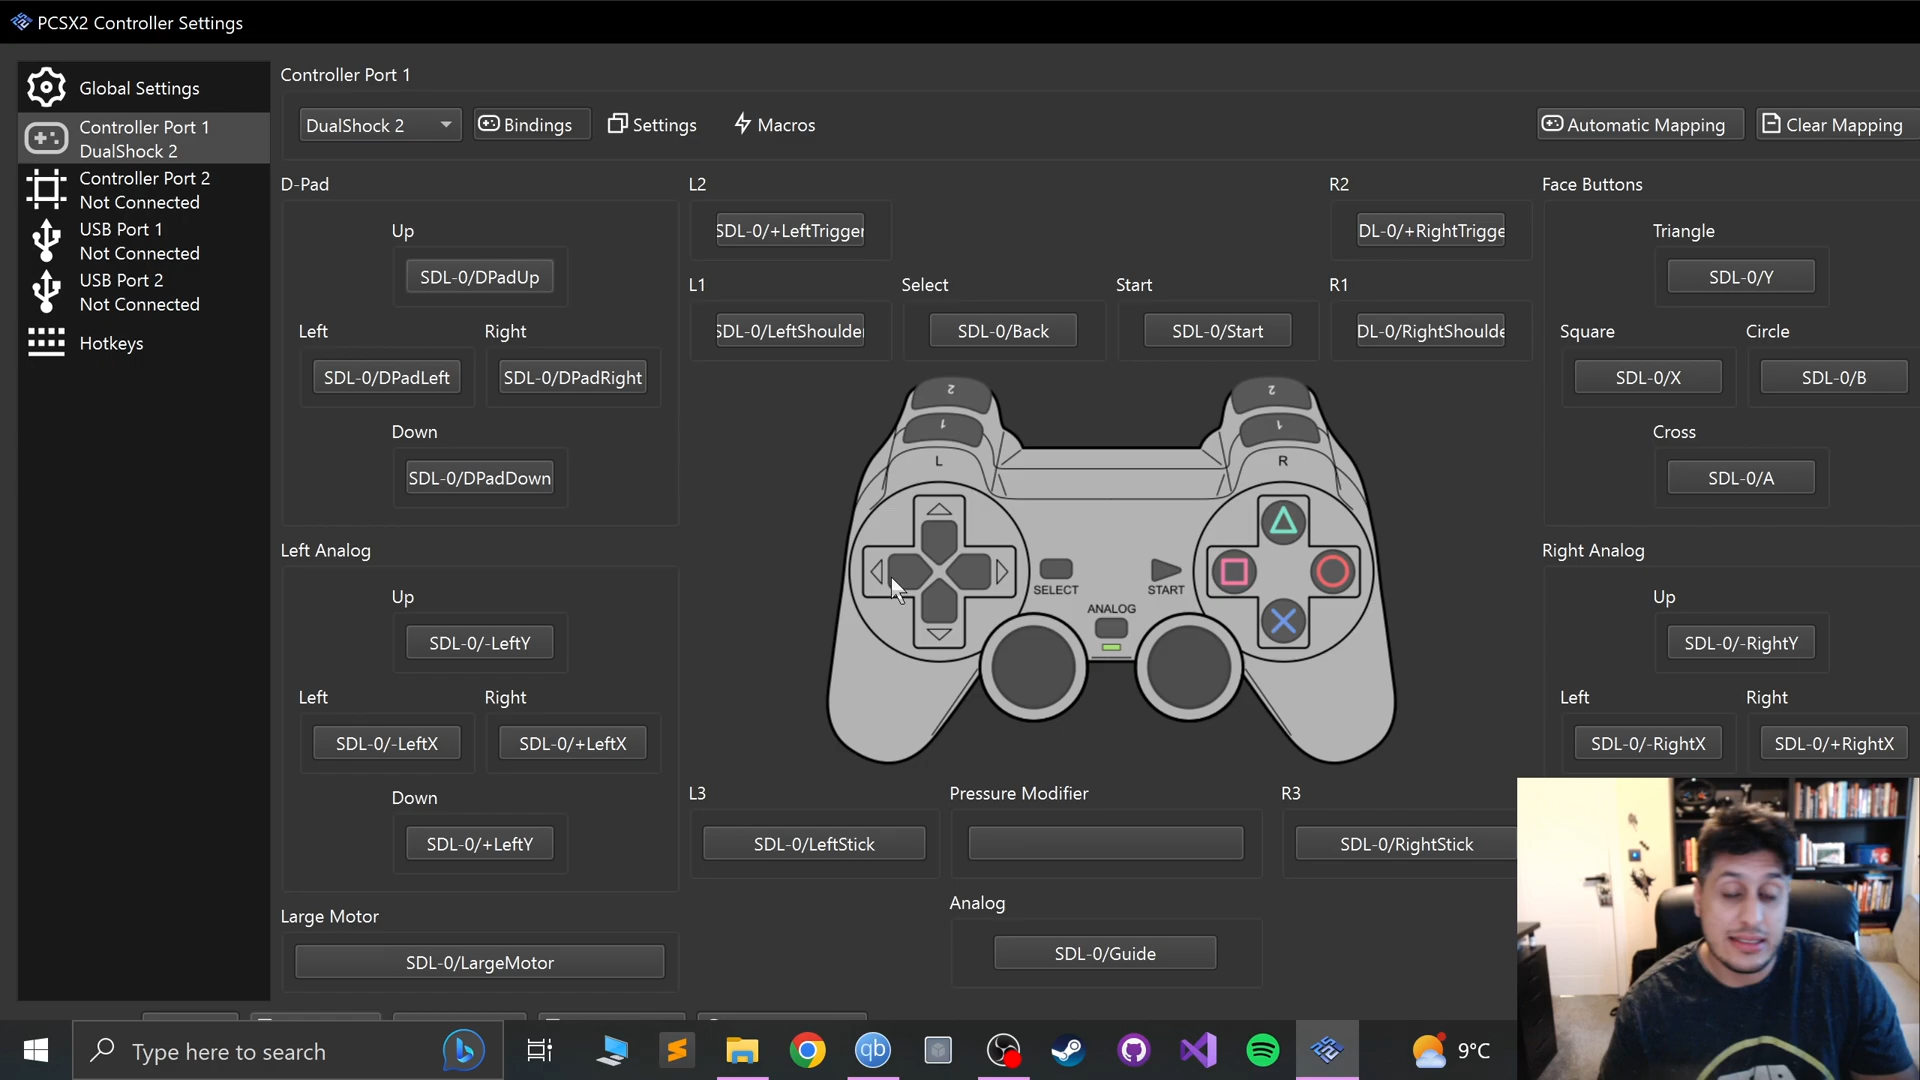 PCSX2 Controller Settings
Global Settings
Controller Port 1
DualShock 2
Controller Port 2
Not Connected
USB Port 1
Not Connected
USB Port 2
Not Connected
Hotkeys
Controller Port 1
DualShock 2
Bindings
Settings
Macros
Automatic Mapping
Clear Mapping
D-Pad
Up
SDL-0/DPadUp
Left
SDL-0/DPadLeft
Right
SDL-0/DPadRight
Down
SDL-0/DPadDown
L2
SDL-0/+LeftTrigger
R2
DL-0/+RightTrigge
L1
SDL-0/LeftShoulder
Select
SDL-0/Back
Start
SDL-0/Start
R1
DL-0/RightShoulde
Face Buttons
Triangle
SDL-0/Y
Square
SDL-0/X
Circle
SDL-0/B
Cross
SDL-0/A
2
2
1
1
L
R
SELECT
START
ANALOG
Left Analog
Up
SDL-0/-LeftY
Left
SDL-0/-LeftX
Right
SDL-0/+LeftX
Down
SDL-0/+LeftY
Right Analog
Up
SDL-0/-RightY
Left
SDL-0/-RightX
Right
SDL-0/+RightX
L3
SDL-0/LeftStick
Pressure Modifier
R3
SDL-0/RightStick
Analog
SDL-0/Guide
Large Motor
SDL-0/LargeMotor
Type here to search
qb
9°C